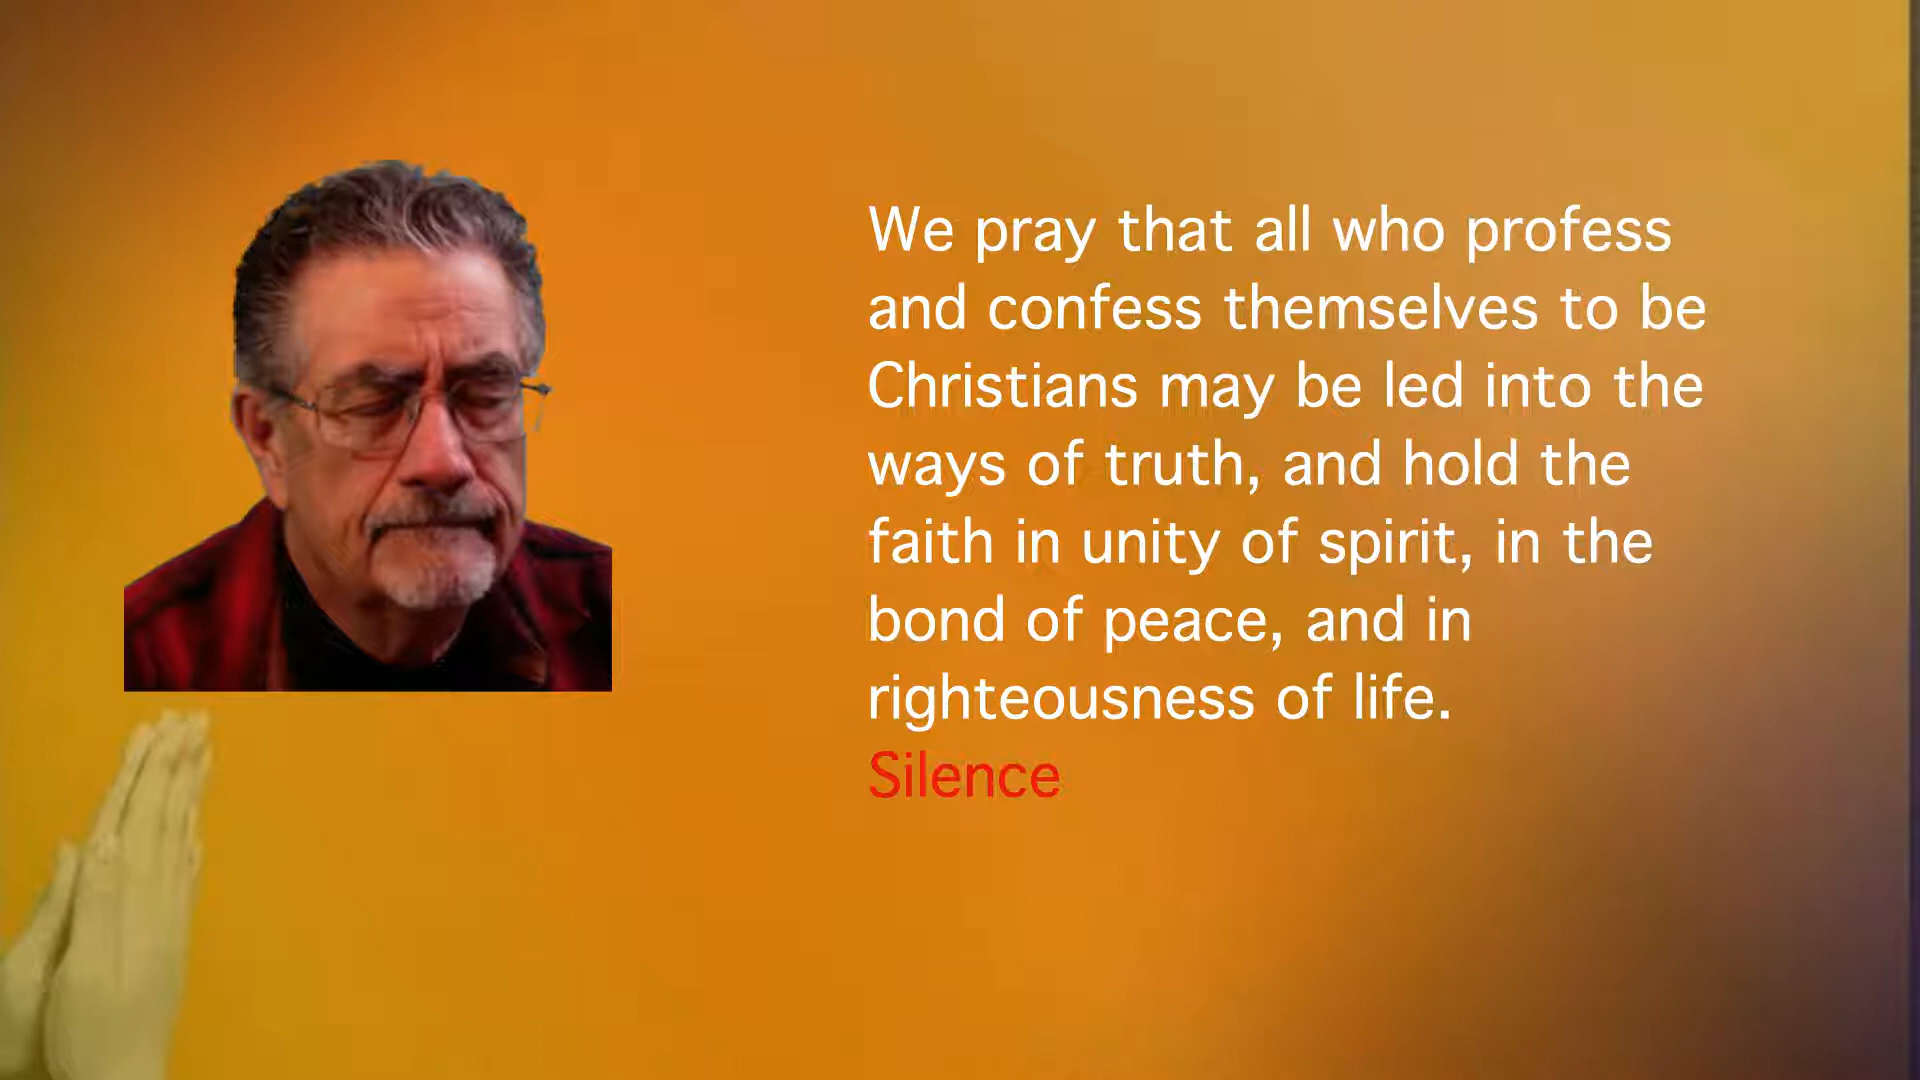 We pray that all who profess
and confess themselves to be
Christians may be led into the
ways of truth, and hold the
faith in unity of spirit, in the
bond of peace, and in
righteousness of life.
Silence